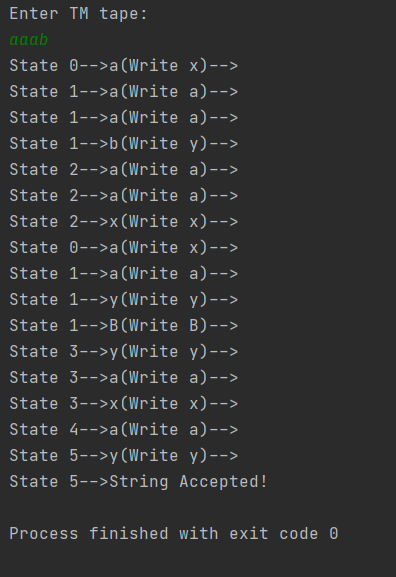 Enter TM tape:
aaab
State 0-->a(Write x)-->
State 1-->a(Write a)-->
State 1-->a(Write a)-->
State 1-->b(Write y)-->
State 2-->a(Write a)-->
State 2-->a(Write a)-->
State 2-->x(Write x)-->
State 0-->a(Write x)-->
State 1-->a(Write a)-->
State 1-->y(Write y)-->
State 1-->B(Write B)-->
State 3-->y(Write y)-->
State 3-->a(Write a)-->
State 3-->x(Write x)-->
State 4-->a(Write a)-->
State 5-->y(Write y)-->
State 5-->String Accepted!
Process finished with exit code 0